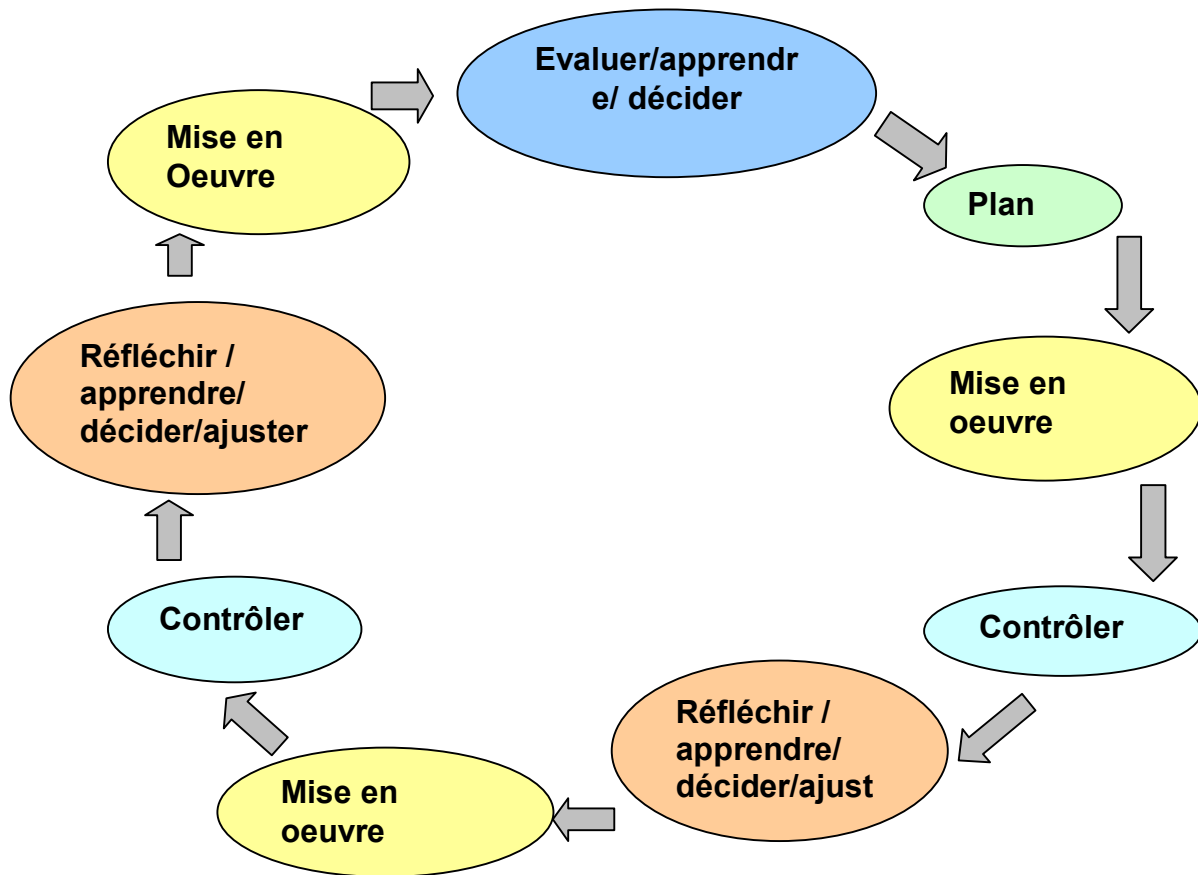 Evaluer/apprendr
e/ décider
Plan
Mise en
oeuvre
Contrôler
Réfléchir /
apprendre/
décider/ajust
Mise en
oeuvre
Contrôler
Réfléchir /
apprendre/
décider/ajuster
Mise en
Oeuvre